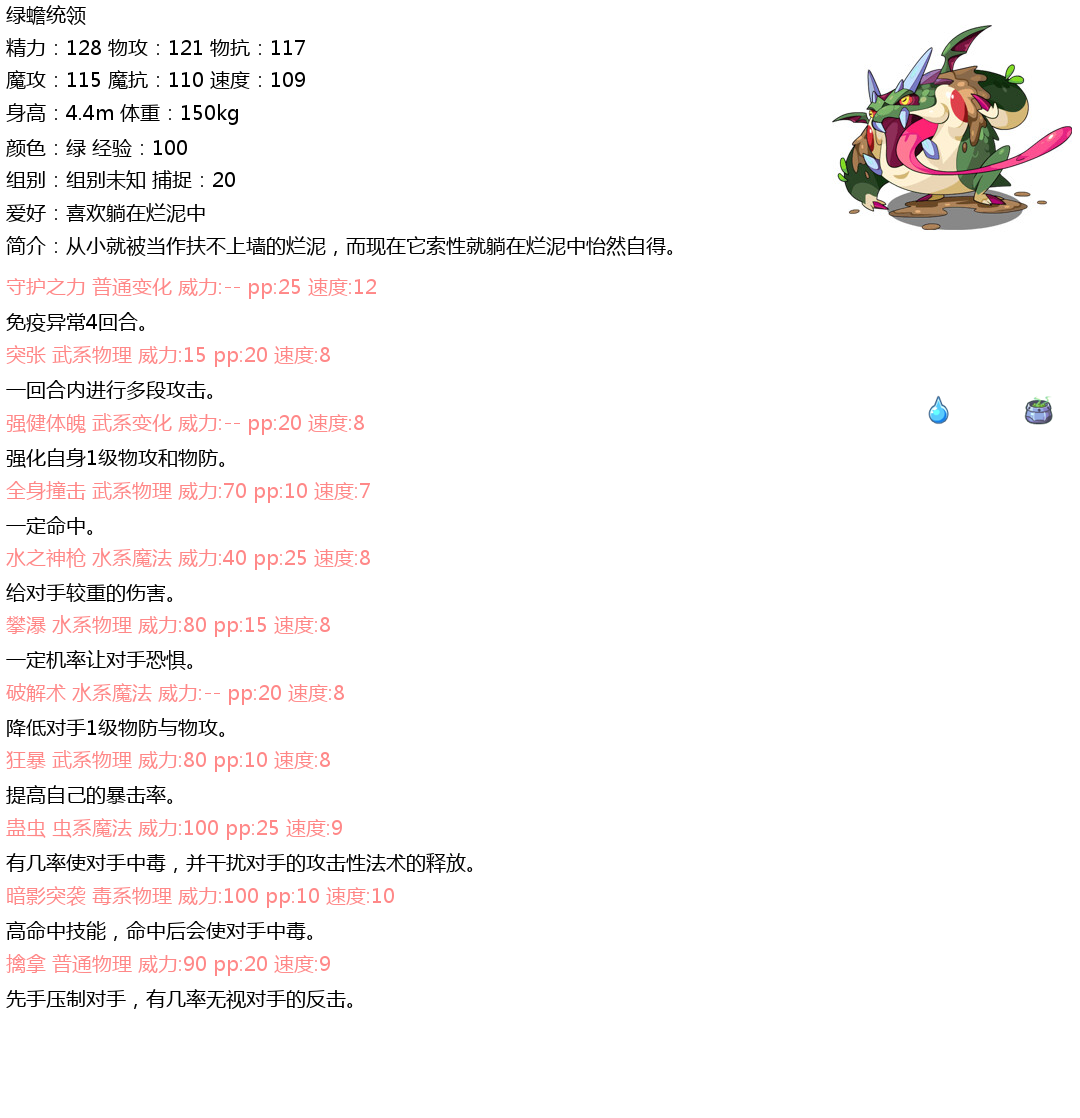 绿蟾统领
精力：128 物攻：121 物抗：117
魔攻：115 魔抗：110 速度：109
身高：4.4m 体重：150kg
颜色：绿 经验：100
组别：组别未知 捕捉：20
爱好：喜欢躺在烂泥中
简介：从小就被当作扶不上墙的烂泥，而现在它索性就躺在烂泥中怡然自得。
守护之力 普通变化 威力:-- pp:25 速度:12
免疫异常4回合。
突张 武系物理 威力:15 pp:20 速度:8
一回合内进行多段攻击。
强健体魄 武系变化 威力:-- pp:20 速度:8
强化自身1级物攻和物防。
全身撞击 武系物理 威力:70 pp:10 速度:7
一定命中。
水之神枪 水系魔法 威力:40 pp:25 速度:8
给对手较重的伤害。
攀瀑 水系物理 威力:80 pp:15 速度:8
一定机率让对手恐惧。
破解术 水系魔法 威力:-- pp:20 速度:8
降低对手1级物防与物攻。
狂暴 武系物理 威力:80 pp:10 速度:8
提高自己的暴击率。
蛊虫 虫系魔法 威力:100 pp:25 速度:9
有几率使对手中毒，并干扰对手的攻击性法术的释放。
暗影突袭 毒系物理 威力:100 pp:10 速度:10
高命中技能，命中后会使对手中毒。
擒拿 普通物理 威力:90 pp:20 速度:9
先手压制对手，有几率无视对手的反击。